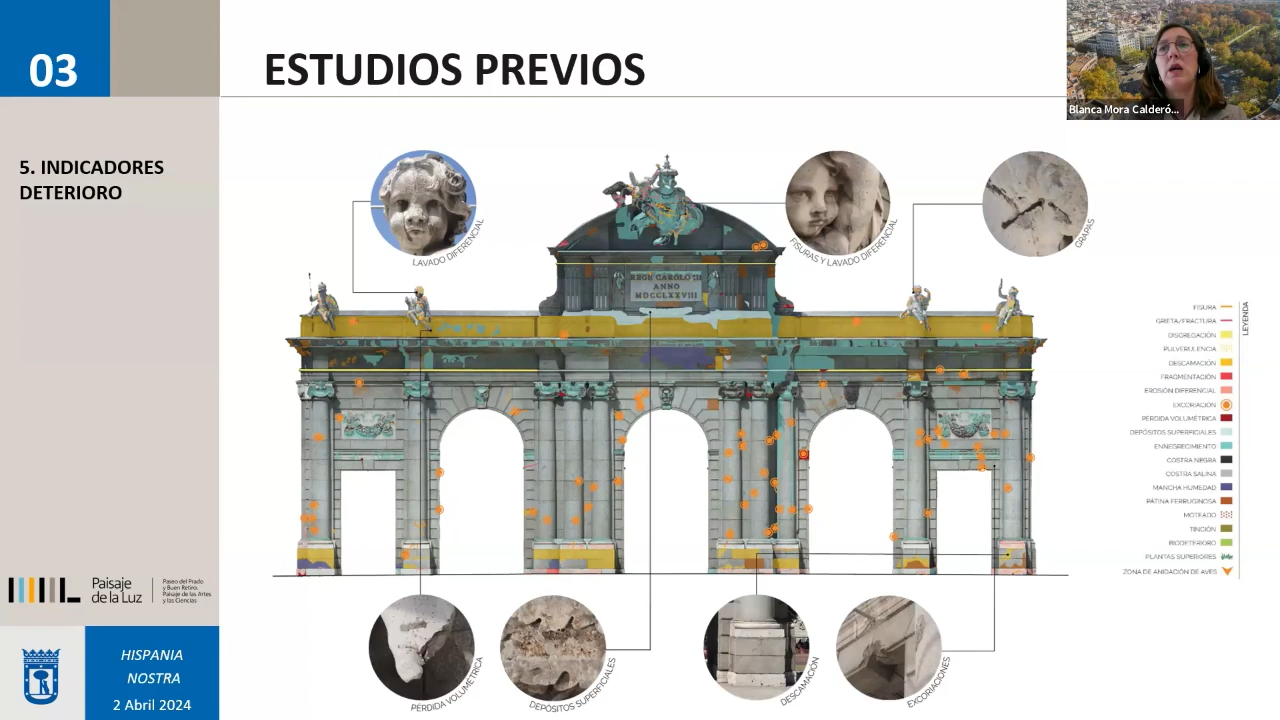 03
ESTUDIOS PREVIOS
Blanca Mora Calderó...
5. INDICADORES
DETERIORO
LAVADO DIFERENCIAL
FISURAS Y LAVADO DIFERENCIAL
GRAPAS
REGE CAROLO III
ANNO
MDCCLXXVIII
LEYENDA
FISURA
GRIETA/FRACTURA
DISGREGACIÓN
PULVERULENCIA
DESCAMACIÓN
FRAGMENTACIÓN
EROSIÓN DIFERENCIAL
EXCORIACIÓN
PÉRDIDA VOLUMÉTRICA
DEPÓSITOS SUPERFICIALES
ENNEGRECIMIENTO
COSTRA NEGRA
COSTRA SALINA
MANCHA HUMEDAD
PÁTINA FERRUGINOSA
MOTEADO
TINCIÓN
BIODETERIORO
PLANTAS SUPERIORES
ZONA DE ANIDACIÓN DE AVES
PÉRDIDA VOLUMÉTRICA
DEPÓSITOS SUPERFICIALES
DESCAMACIÓN
EXCORIACIONES
Paisaje
de la Luz
Paseo del Prado
y Buen Retiro.
Paisaje de las Artes
y las Ciencias
HISPANIA
NOSTRA
2 Abril 2024